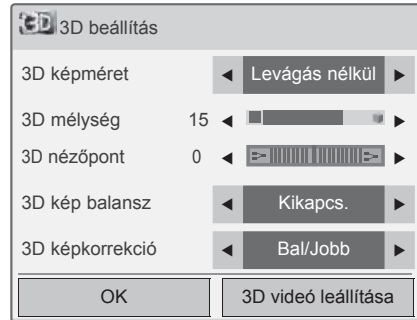 3D 3D beállítás
3D képméret ◀ Levágás nélkül ▶
3D mélység 15 ◀ ▶
3D nézőpont 0 ◀ ▶
3D kép balansz ◀ Kikapcs. ▶
3D képkorrekció ◀ Bal/Jobb ▶
OK 3D videó leállítása